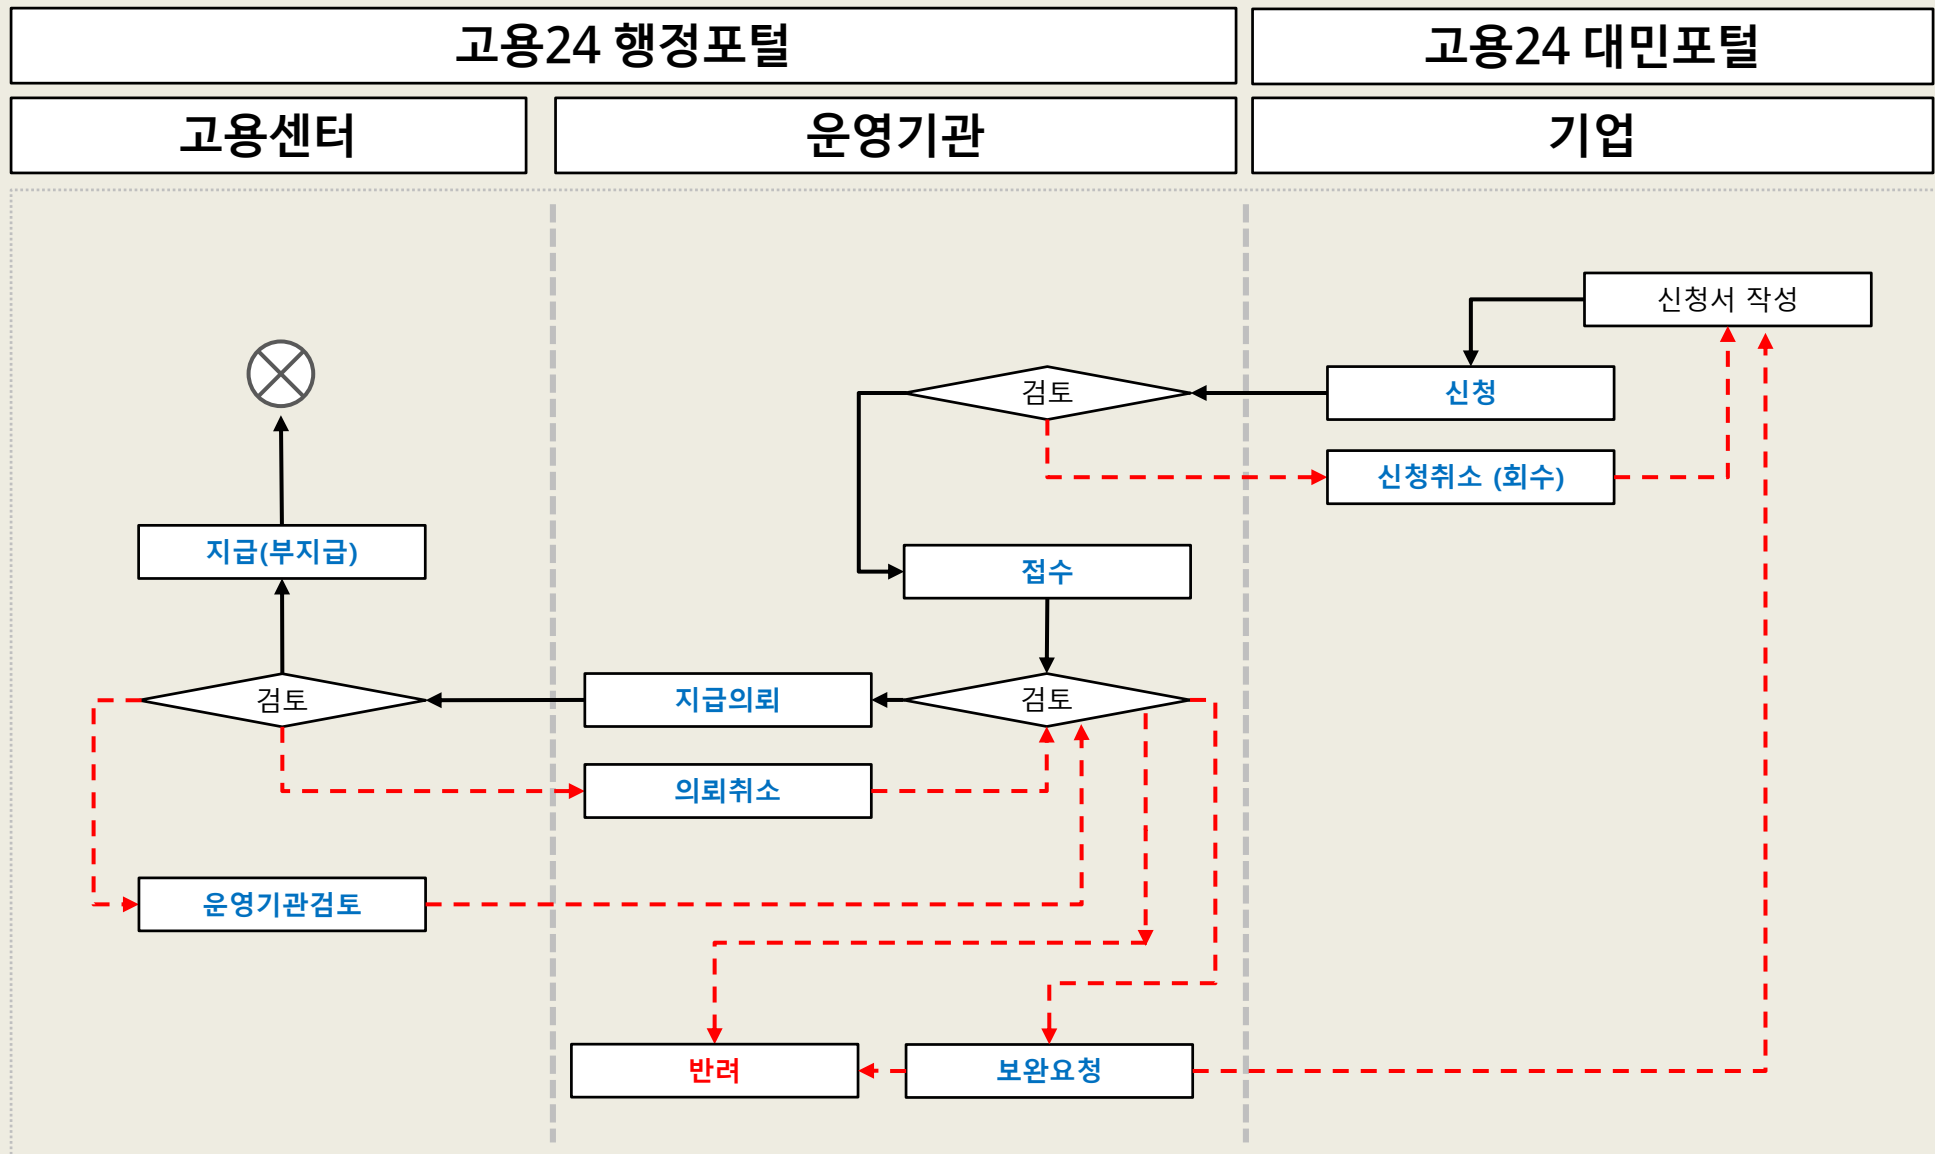 고용24 행정포털
고용24 대민포털
고용센터
운영기관
기업
신청서 작성
검토
신청
신청취소 (회수)
지급(부지급)
접수
검토
지급의뢰
검토
의뢰취소
운영기관검토
반려
보완요청